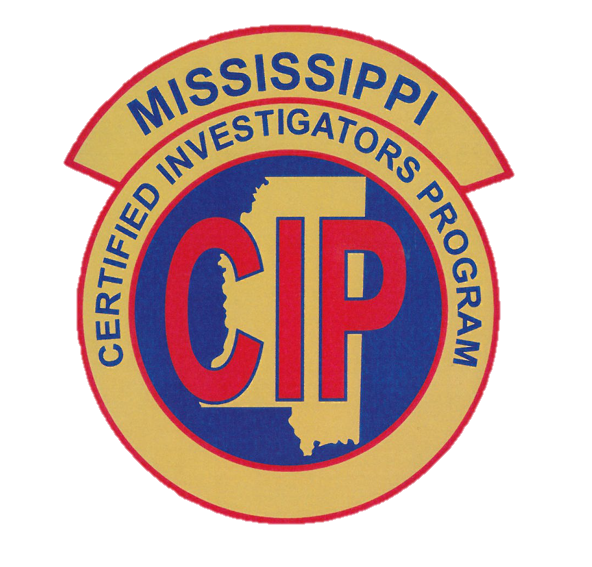 MISSISSIPPI
CERTIFIED INVESTIGATORS PROGRAM
CIP